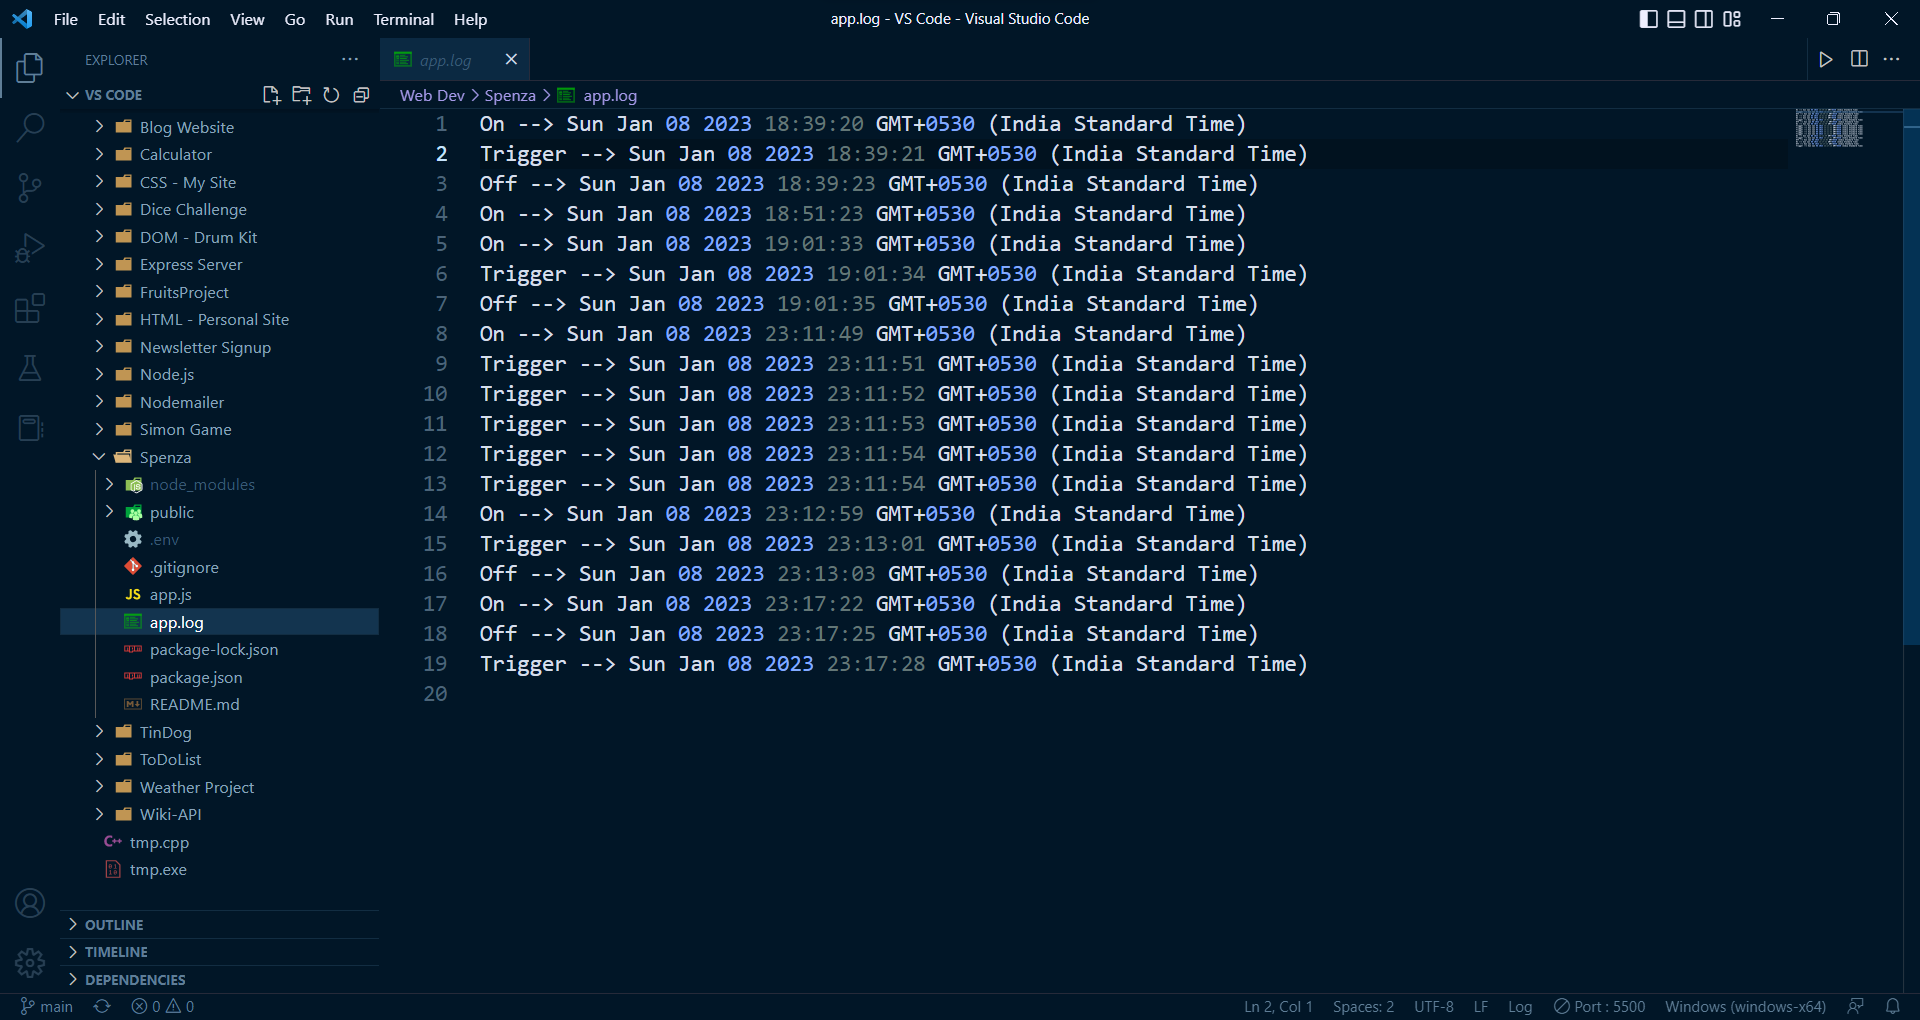 File Edit Selection View Go Run Terminal Help
app.log - VS Code - Visual Studio Code
EXPLORER
VS CODE
Blog Website
Calculator
CSS - My Site
Dice Challenge
DOM - Drum Kit
Express Server
FruitsProject
HTML - Personal Site
Newsletter Signup
Node.js
Nodemailer
Simon Game
Spenza
node_modules
public
.env
.gitignore
JS app.js
app.log
package-lock.json
package.json
README.md
TinDog
ToDoList
Weather Project
Wiki-API
C++ tmp.cpp
tmp.exe
OUTLINE
TIMELINE
DEPENDENCIES
app.log
Web Dev > Spenza > app.log
1 On --> Sun Jan 08 2023 18:39:20 GMT+0530 (India Standard Time)
2 Trigger --> Sun Jan 08 2023 18:39:21 GMT+0530 (India Standard Time)
3 Off --> Sun Jan 08 2023 18:39:23 GMT+0530 (India Standard Time)
4 On --> Sun Jan 08 2023 18:51:23 GMT+0530 (India Standard Time)
5 On --> Sun Jan 08 2023 19:01:33 GMT+0530 (India Standard Time)
6 Trigger --> Sun Jan 08 2023 19:01:34 GMT+0530 (India Standard Time)
7 Off --> Sun Jan 08 2023 19:01:35 GMT+0530 (India Standard Time)
8 On --> Sun Jan 08 2023 23:11:49 GMT+0530 (India Standard Time)
9 Trigger --> Sun Jan 08 2023 23:11:51 GMT+0530 (India Standard Time)
10 Trigger --> Sun Jan 08 2023 23:11:52 GMT+0530 (India Standard Time)
11 Trigger --> Sun Jan 08 2023 23:11:53 GMT+0530 (India Standard Time)
12 Trigger --> Sun Jan 08 2023 23:11:54 GMT+0530 (India Standard Time)
13 Trigger --> Sun Jan 08 2023 23:11:54 GMT+0530 (India Standard Time)
14 On --> Sun Jan 08 2023 23:12:59 GMT+0530 (India Standard Time)
15 Trigger --> Sun Jan 08 2023 23:13:01 GMT+0530 (India Standard Time)
16 Off --> Sun Jan 08 2023 23:13:03 GMT+0530 (India Standard Time)
17 On --> Sun Jan 08 2023 23:17:22 GMT+0530 (India Standard Time)
18 Off --> Sun Jan 08 2023 23:17:25 GMT+0530 (India Standard Time)
19 Trigger --> Sun Jan 08 2023 23:17:28 GMT+0530 (India Standard Time)
20
main 0 0 Ln 2, Col 1 Spaces: 2 UTF-8 LF Log Port : 5500 Windows (windows-x64)